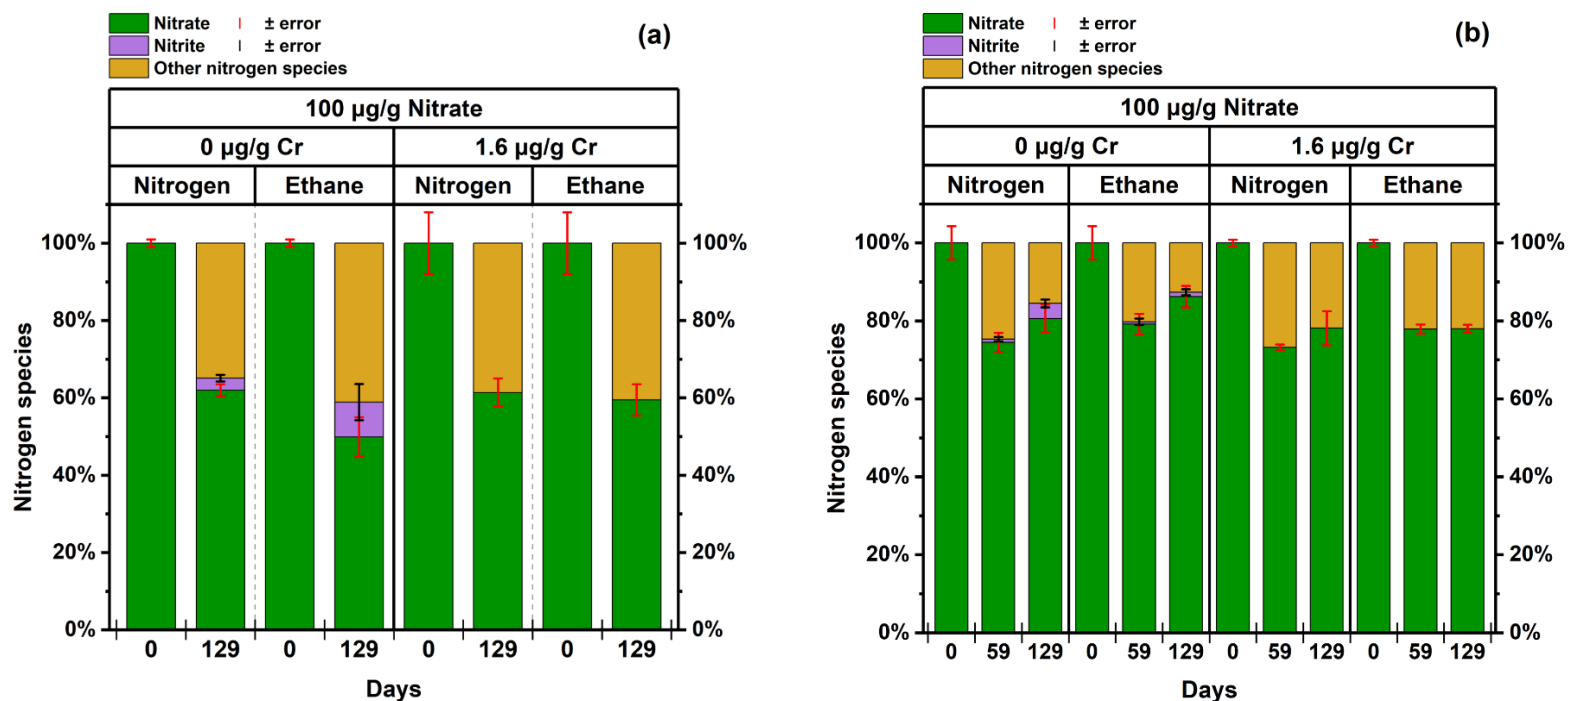 Nitrate ± error
Nitrite ± error
Other nitrogen species
(a)
100 µg/g Nitrate
0 µg/g Cr 1.6 µg/g Cr
Nitrogen Ethane Nitrogen Ethane
100% 100%
80% 80%
60% 60%
40% 40%
20% 20%
0% 0%
Nitrogen species
0 129 0 129 0 129 0 129
Days
Nitrate ± error
Nitrite ± error
Other nitrogen species
(b)
100 µg/g Nitrate
0 µg/g Cr 1.6 µg/g Cr
Nitrogen Ethane Nitrogen Ethane
100% 100%
80% 80%
60% 60%
40% 40%
20% 20%
0% 0%
Nitrogen species
0 59 129 0 59 129 0 59 129 0 59 129
Days